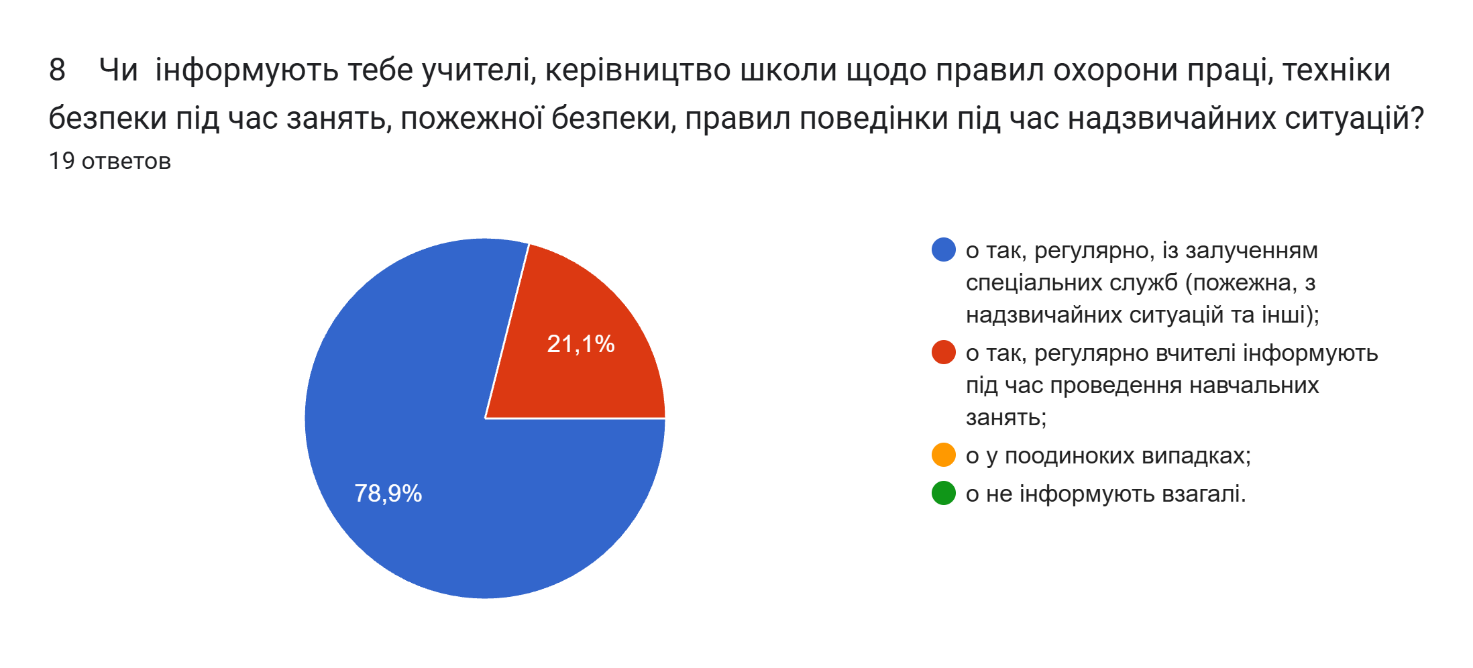 8 Чи інформують тебе учителі, керівництво школи щодо правил охорони праці, техніки
безпеки під час занять, пожежної безпеки, правил поведінки під час надзвичайних ситуацій?
19 ответов
21,1%
78,9%
о так, регулярно, із залученням
спеціальних служб (пожежна, з
надзвичайних ситуацій та інші);
о так, регулярно вчителі інформують
під час проведення навчальних
занять;
о у поодиноких випадках;
о не інформують взагалі.